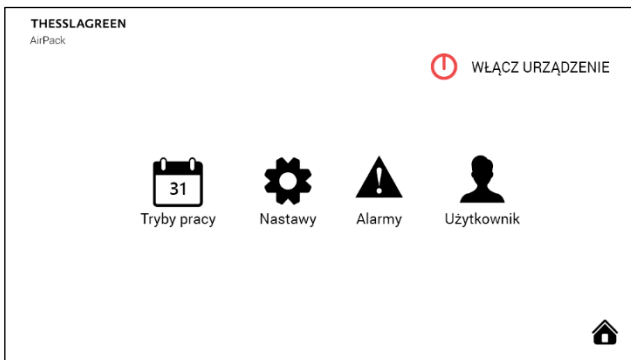 THESSLAGREEN
AirPack
WŁĄCZ URZĄDZENIE
31
Tryby pracy
Nastawy
Alarmy
Użytkownik